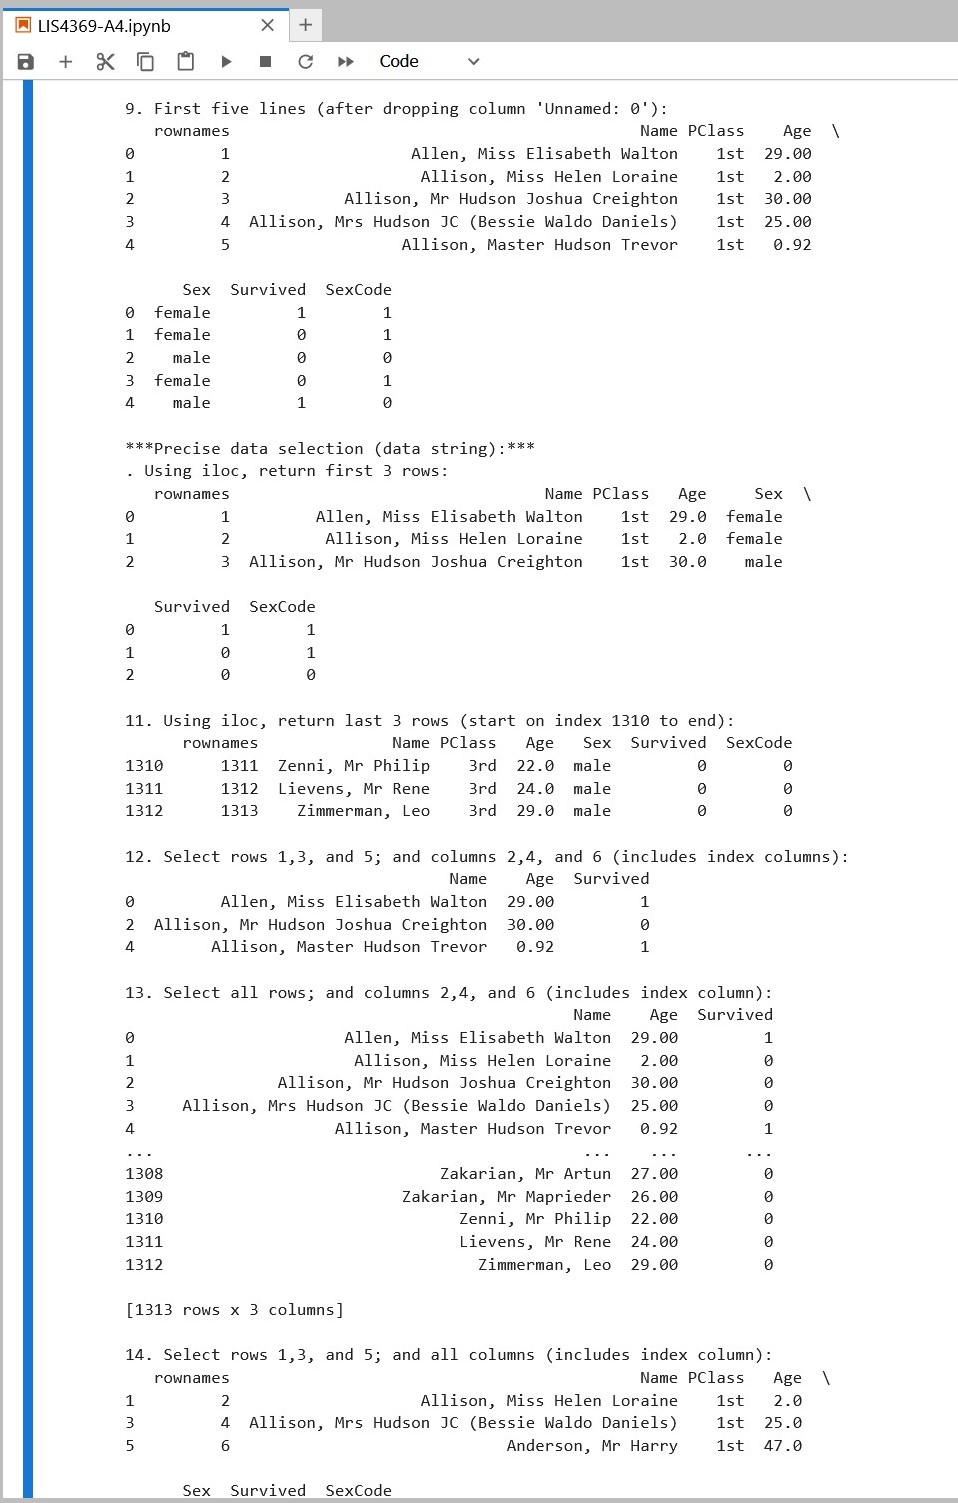 LIS4369-A4.ipynb
Code
9. First five lines (after dropping column 'Unnamed: 0'):
rownames Name PClass Age \
0 1 Allen, Miss Elisabeth Walton 1st 29.00
1 2 Allison, Miss Helen Loraine 1st 2.00
2 3 Allison, Mr Hudson Joshua Creighton 1st 30.00
3 4 Allison, Mrs Hudson JC (Bessie Waldo Daniels) 1st 25.00
4 5 Allison, Master Hudson Trevor 1st 0.92
Sex Survived SexCode
0 female 1 1
1 female 0 1
2 male 0 0
3 female 0 1
4 male 1 0
***Precise data selection (data string):***
. Using iloc, return first 3 rows:
rownames Name PClass Age Sex \
0 1 Allen, Miss Elisabeth Walton 1st 29.0 female
1 2 Allison, Miss Helen Loraine 1st 2.0 female
2 3 Allison, Mr Hudson Joshua Creighton 1st 30.0 male
Survived SexCode
0 1 1
1 0 1
2 0 0
11. Using iloc, return last 3 rows (start on index 1310 to end):
rownames Name PClass Age Sex Survived SexCode
1310 1311 Zenni, Mr Philip 3rd 22.0 male 0 0
1311 1312 Lievens, Mr Rene 3rd 24.0 male 0 0
1312 1313 Zimmerman, Leo 3rd 29.0 male 0 0
12. Select rows 1,3, and 5; and columns 2,4, and 6 (includes index columns):
Name Age Survived
0 Allen, Miss Elisabeth Walton 29.00 1
2 Allison, Mr Hudson Joshua Creighton 30.00 0
4 Allison, Master Hudson Trevor 0.92 1
13. Select all rows; and columns 2,4, and 6 (includes index column):
Name Age Survived
0 Allen, Miss Elisabeth Walton 29.00 1
1 Allison, Miss Helen Loraine 2.00 0
2 Allison, Mr Hudson Joshua Creighton 30.00 0
3 Allison, Mrs Hudson JC (Bessie Waldo Daniels) 25.00 0
4 Allison, Master Hudson Trevor 0.92 1
... ... ... ...
1308 Zakarian, Mr Artun 27.00 0
1309 Zakarian, Mr Maprieder 26.00 0
1310 Zenni, Mr Philip 22.00 0
1311 Lievens, Mr Rene 24.00 0
1312 Zimmerman, Leo 29.00 0
[1313 rows x 3 columns]
14. Select rows 1,3, and 5; and all columns (includes index column):
rownames Name PClass Age \
1 2 Allison, Miss Helen Loraine 1st 2.0
3 4 Allison, Mrs Hudson JC (Bessie Waldo Daniels) 1st 25.0
5 6 Anderson, Mr Harry 1st 47.0
Sex Survived SexCode